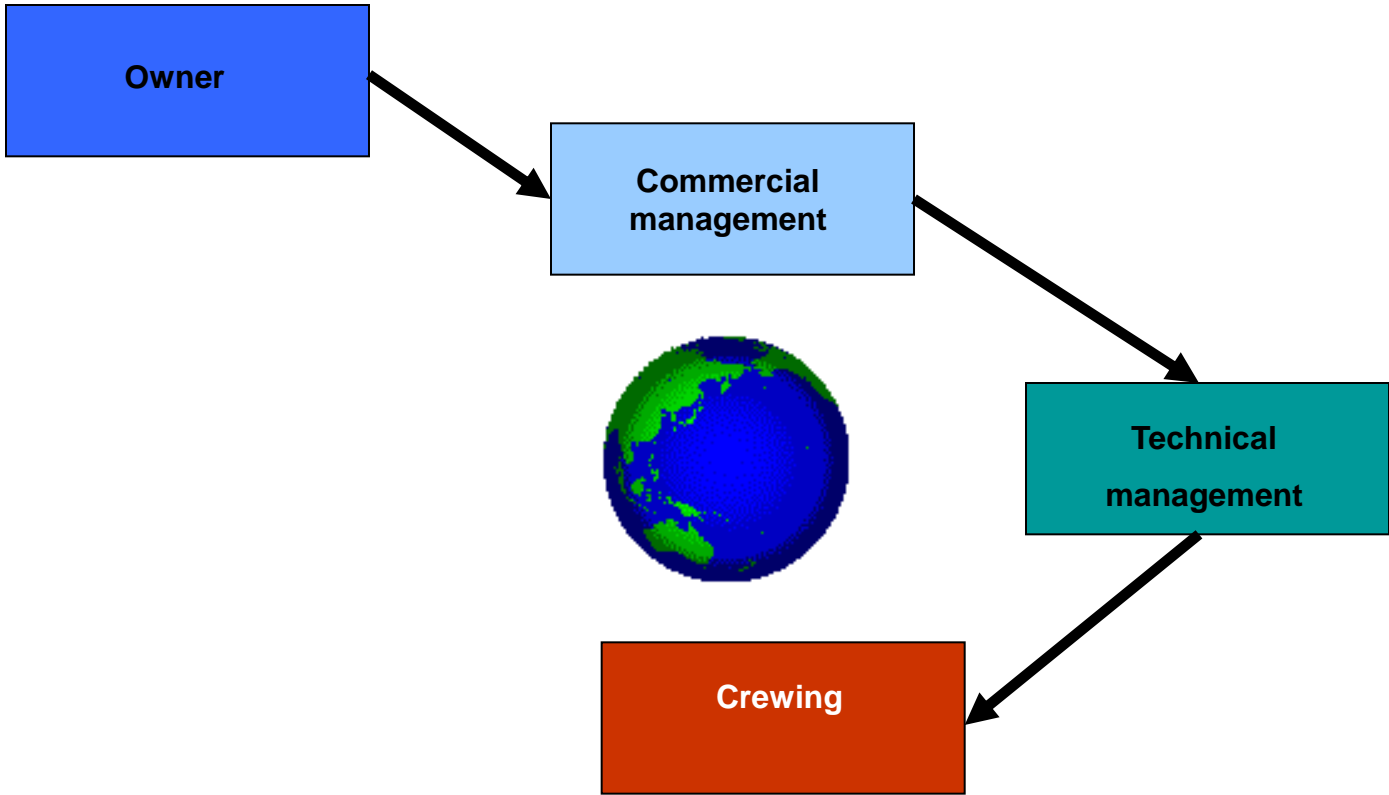 Owner
Commercial
management
Technical
management
Crewing